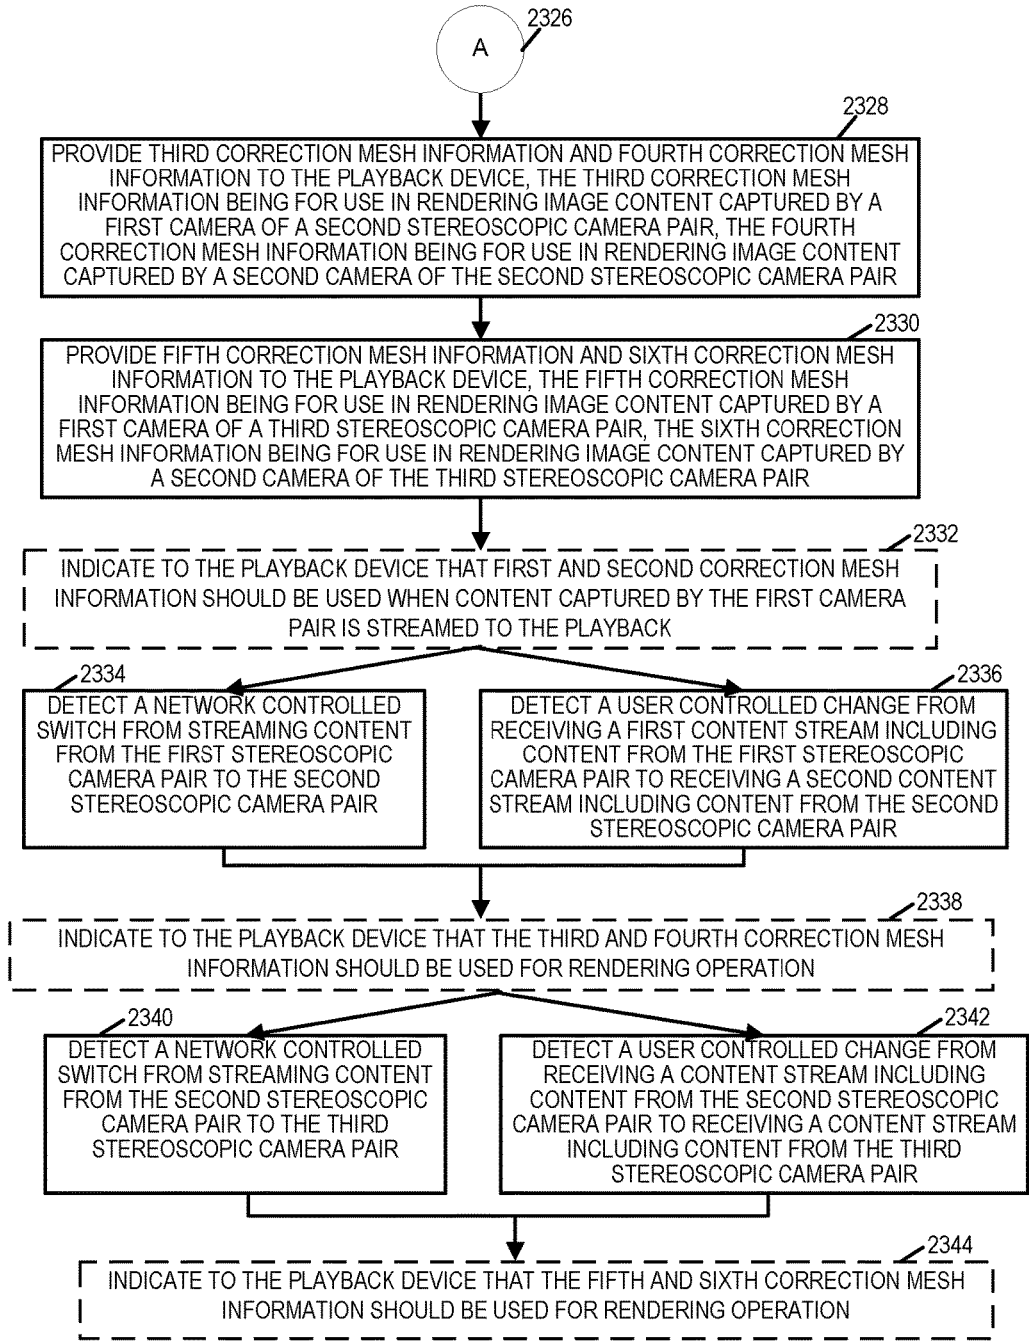 2326
A
2328
PROVIDE THIRD CORRECTION MESH INFORMATION AND FOURTH CORRECTION MESH
INFORMATION TO THE PLAYBACK DEVICE, THE THIRD CORRECTION MESH
INFORMATION BEING FOR USE IN RENDERING IMAGE CONTENT CAPTURED BY A
FIRST CAMERA OF A SECOND STEREOSCOPIC CAMERA PAIR, THE FOURTH
CORRECTION MESH INFORMATION BEING FOR USE IN RENDERING IMAGE CONTENT
CAPTURED BY A SECOND CAMERA OF THE SECOND STEREOSCOPIC CAMERA PAIR
2330
PROVIDE FIFTH CORRECTION MESH INFORMATION AND SIXTH CORRECTION MESH
INFORMATION TO THE PLAYBACK DEVICE, THE FIFTH CORRECTION MESH
INFORMATION BEING FOR USE IN RENDERING IMAGE CONTENT CAPTURED BY A
FIRST CAMERA OF A THIRD STEREOSCOPIC CAMERA PAIR, THE SIXTH CORRECTION
MESH INFORMATION BEING FOR USE IN RENDERING IMAGE CONTENT CAPTURED BY
A SECOND CAMERA OF THE THIRD STEREOSCOPIC CAMERA PAIR
2332
INDICATE TO THE PLAYBACK DEVICE THAT FIRST AND SECOND CORRECTION MESH
INFORMATION SHOULD BE USED WHEN CONTENT CAPTURED BY THE FIRST CAMERA
PAIR IS STREAMED TO THE PLAYBACK
2334
DETECT A NETWORK CONTROLLED
SWITCH FROM STREAMING CONTENT
FROM THE FIRST STEREOSCOPIC
CAMERA PAIR TO THE SECOND
STEREOSCOPIC CAMERA PAIR
2336
DETECT A USER CONTROLLED CHANGE FROM
RECEIVING A FIRST CONTENT STREAM INCLUDING
CONTENT FROM THE FIRST STEREOSCOPIC
CAMERA PAIR TO RECEIVING A SECOND CONTENT
STREAM INCLUDING CONTENT FROM THE SECOND
STEREOSCOPIC CAMERA PAIR
2338
INDICATE TO THE PLAYBACK DEVICE THAT THE THIRD AND FOURTH CORRECTION MESH
INFORMATION SHOULD BE USED FOR RENDERING OPERATION
2340
DETECT A NETWORK CONTROLLED
SWITCH FROM STREAMING CONTENT
FROM THE SECOND STEREOSCOPIC
CAMERA PAIR TO THE THIRD
STEREOSCOPIC CAMERA PAIR
2342
DETECT A USER CONTROLLED CHANGE FROM
RECEIVING A CONTENT STREAM INCLUDING
CONTENT FROM THE SECOND STEREOSCOPIC
CAMERA PAIR TO RECEIVING A CONTENT STREAM
INCLUDING CONTENT FROM THE THIRD
STEREOSCOPIC CAMERA PAIR
2344
INDICATE TO THE PLAYBACK DEVICE THAT THE FIFTH AND SIXTH CORRECTION MESH
INFORMATION SHOULD BE USED FOR RENDERING OPERATION